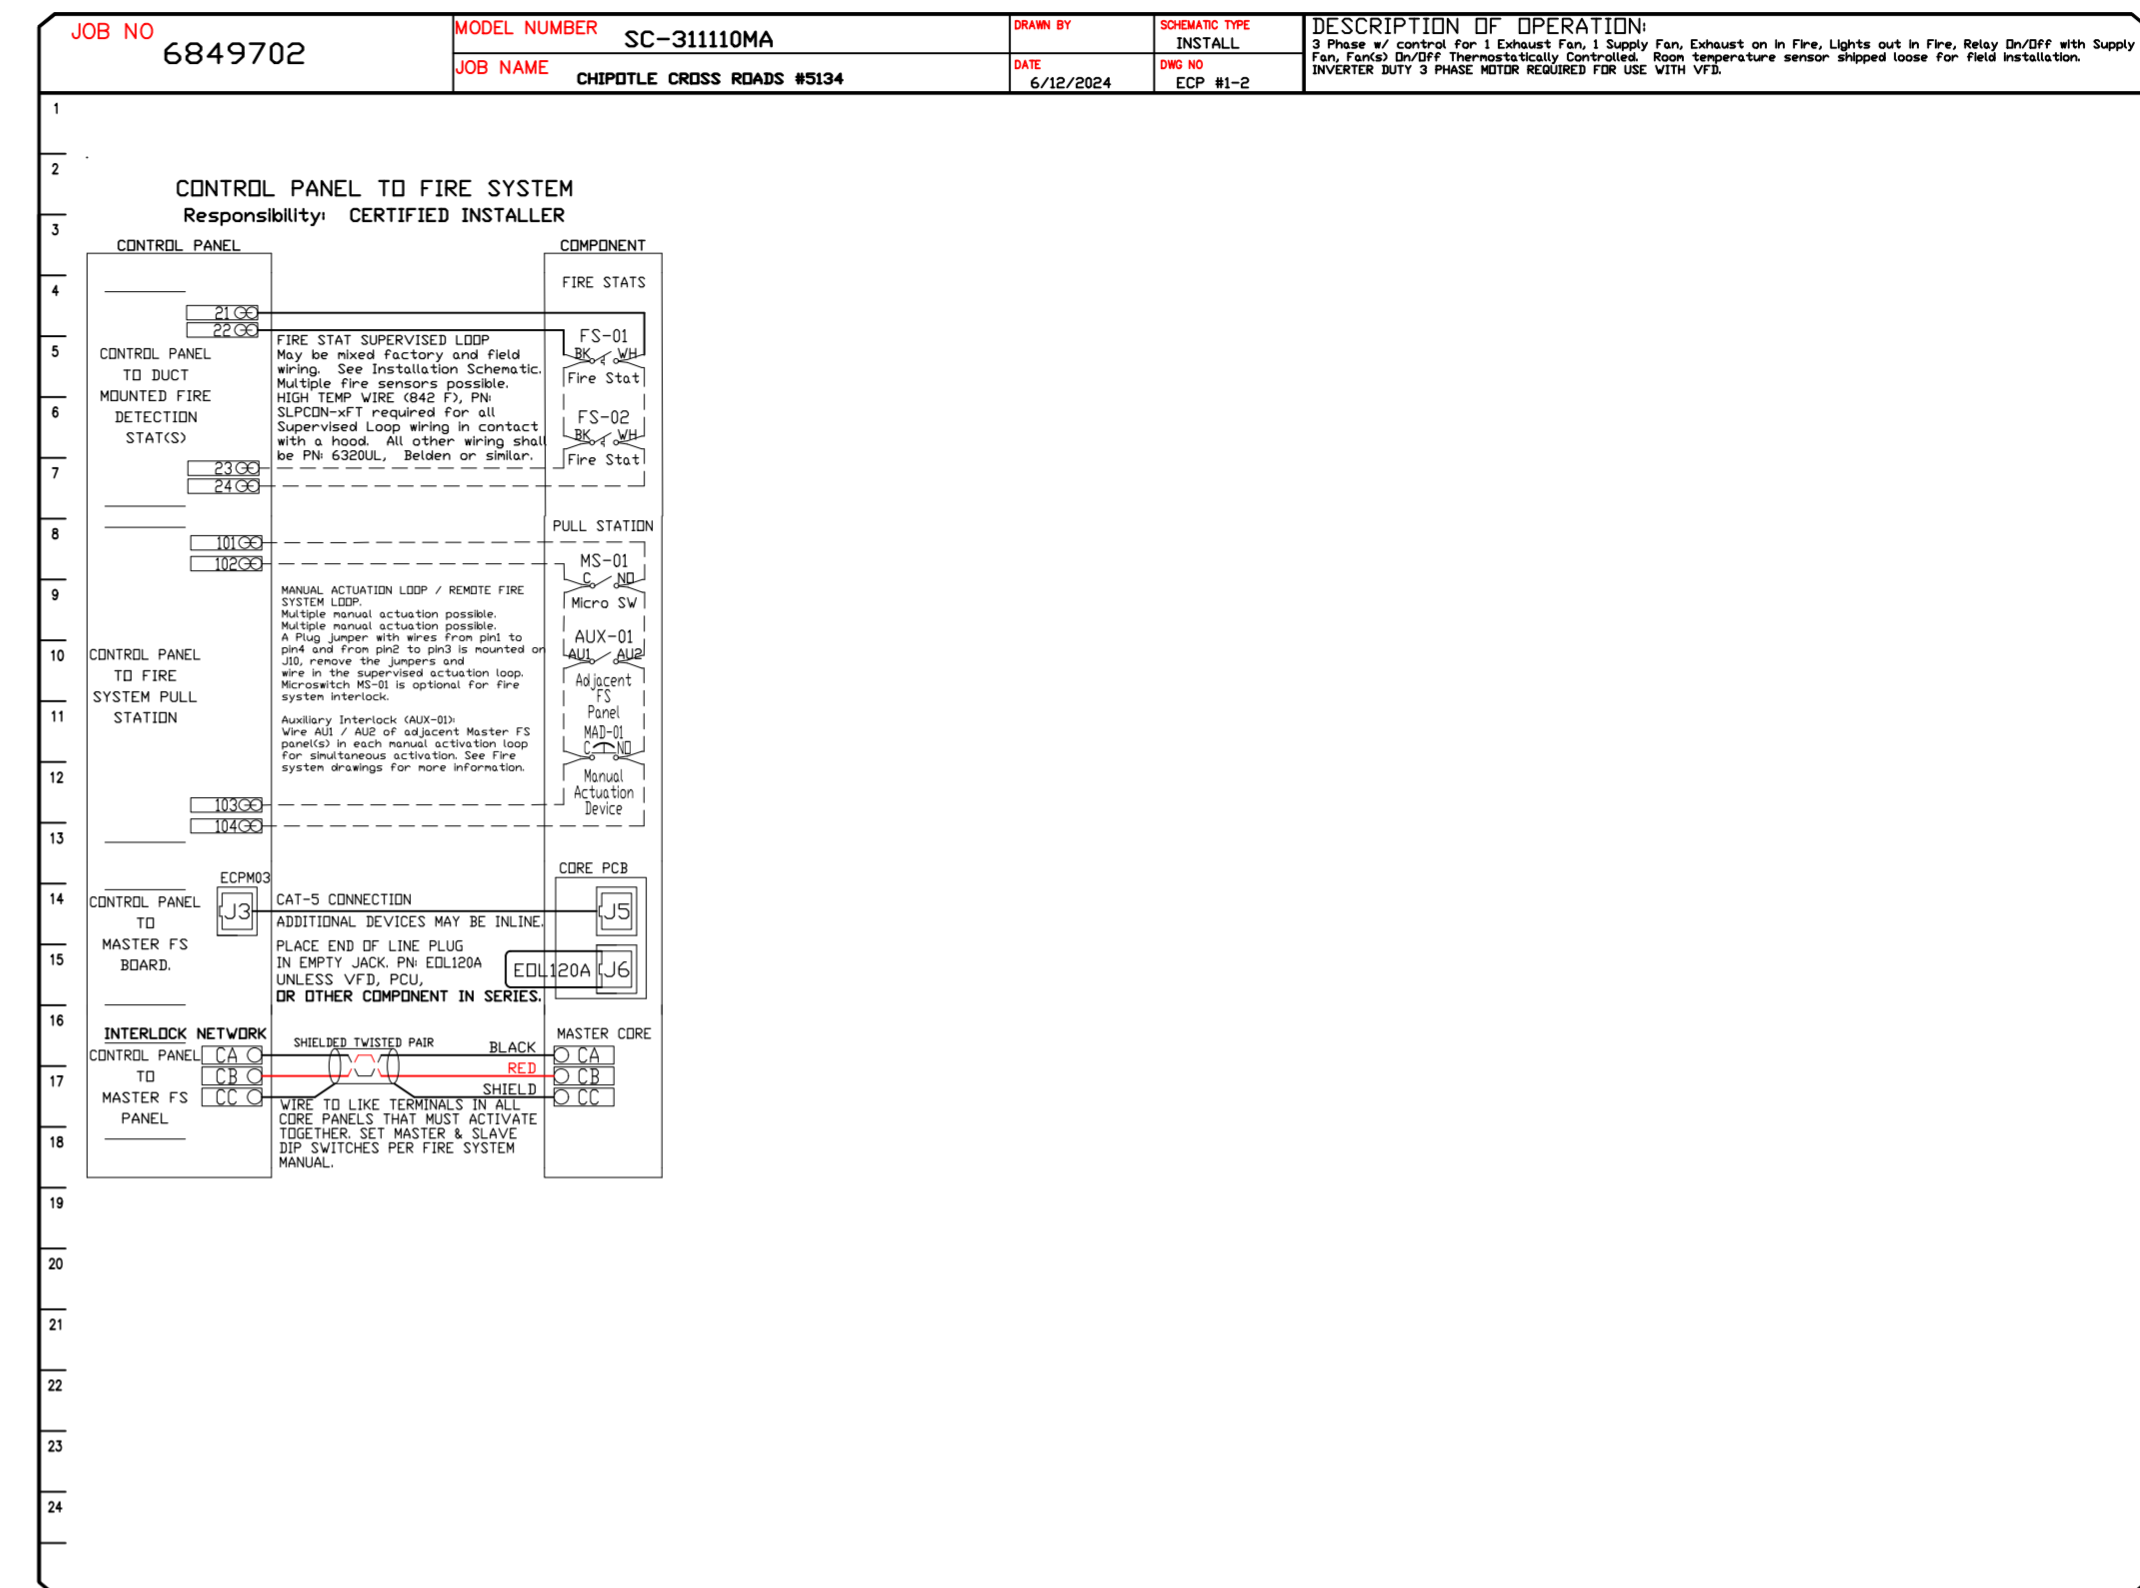 JOB NO
6849702
MODEL NUMBER
SC-311110MA
JOB NAME
CHIPOTLE CROSS ROADS #5134
DRAWN BY
DATE
6/12/2024
SCHEMATIC TYPE
INSTALL
DWG NO
ECP #1-2
DESCRIPTION OF OPERATION:
3 Phase w/ control for 1 Exhaust Fan, 1 Supply Fan, Exhaust on in Fire, Lights out in Fire, Relay On/Off with Supply
Fan, Fan(s) On/Off Thermostatically Controlled. Room temperature sensor shipped loose for field installation.
INVERTER DUTY 3 PHASE MOTOR REQUIRED FOR USE WITH VFD.
1
2
3
4
5
6
7
8
9
10
11
12
13
14
15
16
17
18
19
20
21
22
23
24
CONTROL PANEL TO FIRE SYSTEM
Responsibility: CERTIFIED INSTALLER
CONTROL PANEL
COMPONENT
21
22
CONTROL PANEL
TO DUCT
MOUNTED FIRE
DETECTION
STAT(S)
23
24
FIRE STAT SUPERVISED LOOP
May be mixed factory and field
wiring. See Installation Schematic.
Multiple fire sensors possible.
HIGH TEMP WIRE (842 F), PN:
SLPCON-xFT required for all
Supervised Loop wiring in contact
with a hood. All other wiring shall
be PN: 6320UL, Belden or similar.
FIRE STATS
FS-01
BK WH
Fire Stat
FS-02
BK WH
Fire Stat
101
102
CONTROL PANEL
TO FIRE
SYSTEM PULL
STATION
103
104
MANUAL ACTUATION LOOP / REMOTE FIRE
SYSTEM LOOP.
Multiple manual actuation possible.
Multiple manual actuation possible.
A Plug jumper with wires from pin1 to
pin4 and from pin2 to pin3 is mounted on
J10, remove the jumpers and
wire in the supervised actuation loop.
Microswitch MS-01 is optional for fire
system interlock.
Auxiliary Interlock (AUX-01):
Wire AU1 / AU2 of adjacent Master FS
panel(s) in each manual activation loop
for simultaneous activation. See Fire
system drawings for more information.
PULL STATION
MS-01
C NO
Micro SW
AUX-01
AU1 AU2
Adjacent
FS
Panel
MAD-01
C NO
Manual
Actuation
Device
ECPM03
J3
CONTROL PANEL
TO
MASTER FS
BOARD.
CAT-5 CONNECTION
ADDITIONAL DEVICES MAY BE INLINE.
PLACE END OF LINE PLUG
IN EMPTY JACK. PN: EOL120A
UNLESS VFD, PCU,
OR OTHER COMPONENT IN SERIES.
CORE PCB
J5
EOL120A J6
INTERLOCK NETWORK
CONTROL PANEL
TO
MASTER FS
PANEL
CA
CB
CC
SHIELDED TWISTED PAIR
BLACK
RED
SHIELD
WIRE TO LIKE TERMINALS IN ALL
CORE PANELS THAT MUST ACTIVATE
TOGETHER. SET MASTER & SLAVE
DIP SWITCHES PER FIRE SYSTEM
MANUAL.
MASTER CORE
CA
CB
CC